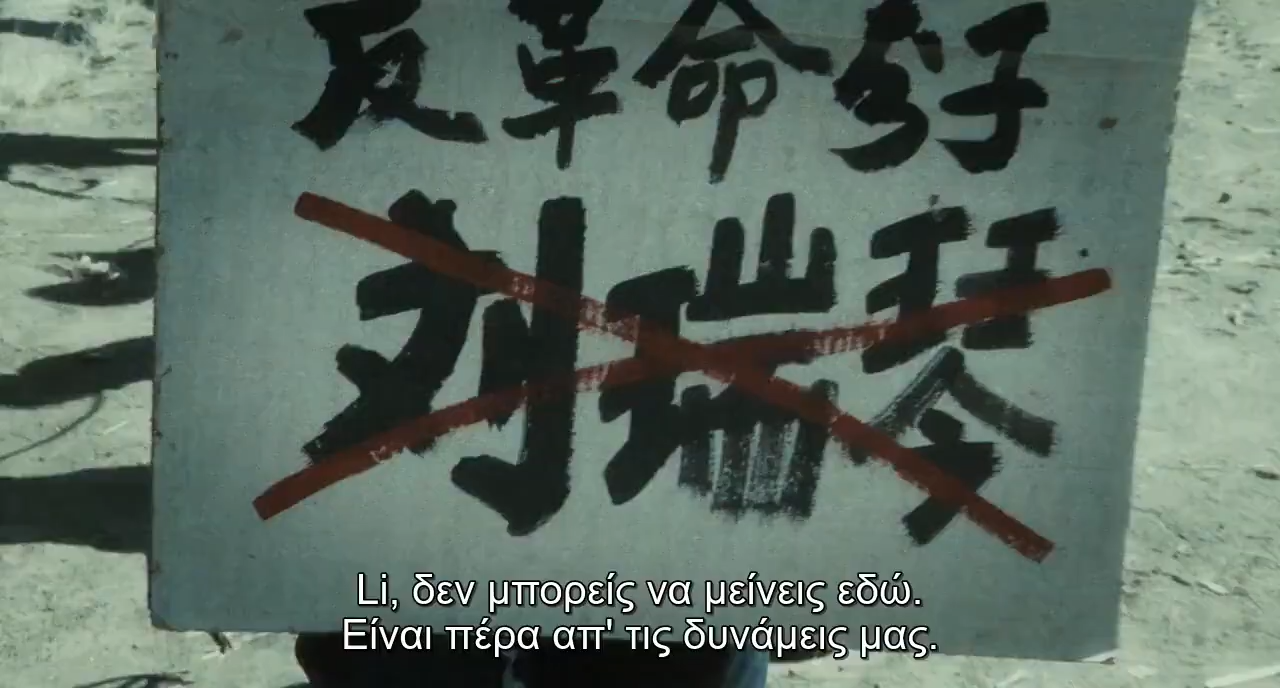 反革命分子
刘瑞琴
Li, δεν μπορείς να μείνεις εδώ.
Είναι πέρα απ' τις δυνάμεις μας.